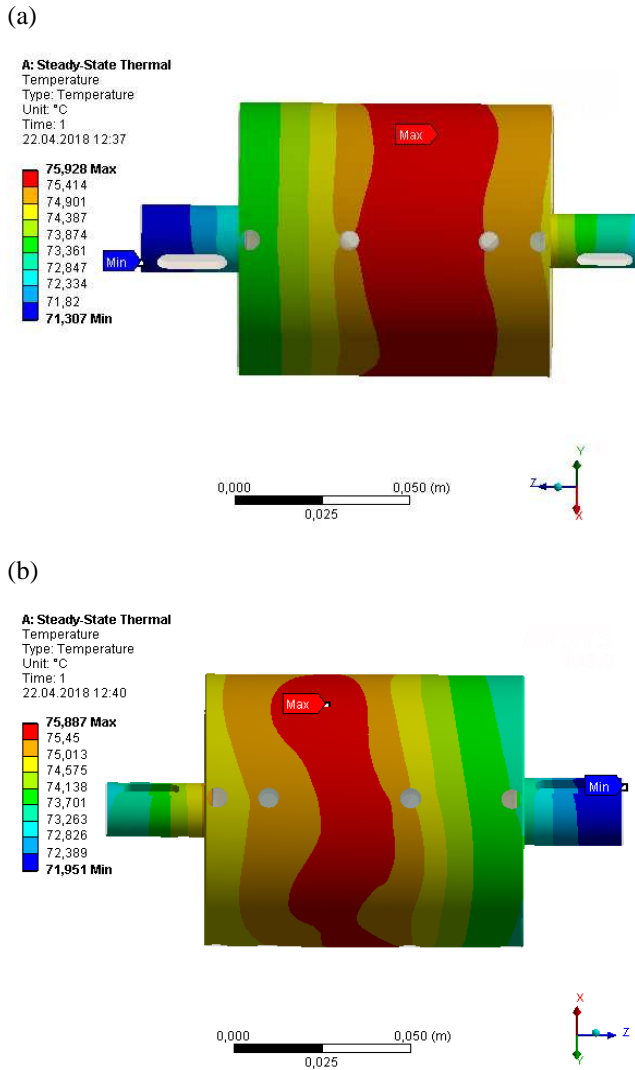 (a)
A: Steady-State Thermal
Temperature
Type: Temperature
Unit: °C
Time: 1
22.04.2018 12:37
75,928 Max
75,414
74,901
74,387
73,874
73,361
72,847
72,334
71,82
71,307 Min
Max
Min
0,000
0,050 (m)
0,025
Y
Z
X
(b)
A: Steady-State Thermal
Temperature
Type: Temperature
Unit: °C
Time: 1
22.04.2018 12:40
75,887 Max
75,45
75,013
74,575
74,138
73,701
73,263
72,826
72,389
71,951 Min
Max
Min
0,000
0,050 (m)
0,025
X
Z
Y